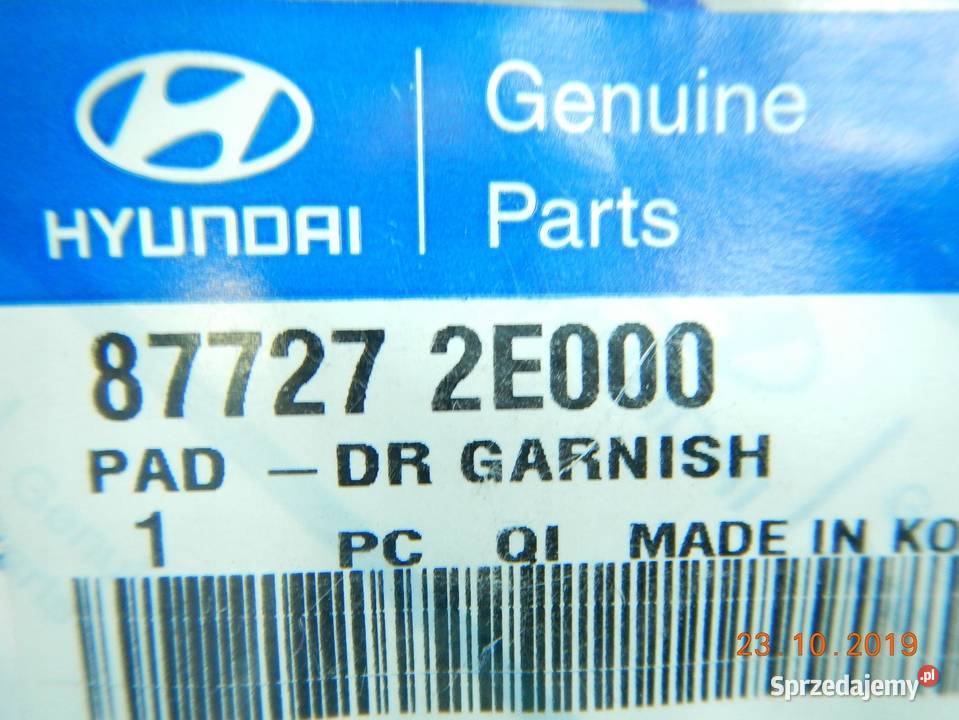 Genuine
HYUNDAI
Parts
87727 2E000
PAD - DR GARNISH
1 PC QI MADE IN KO
23.10.2019
Sprzedajemy.pl